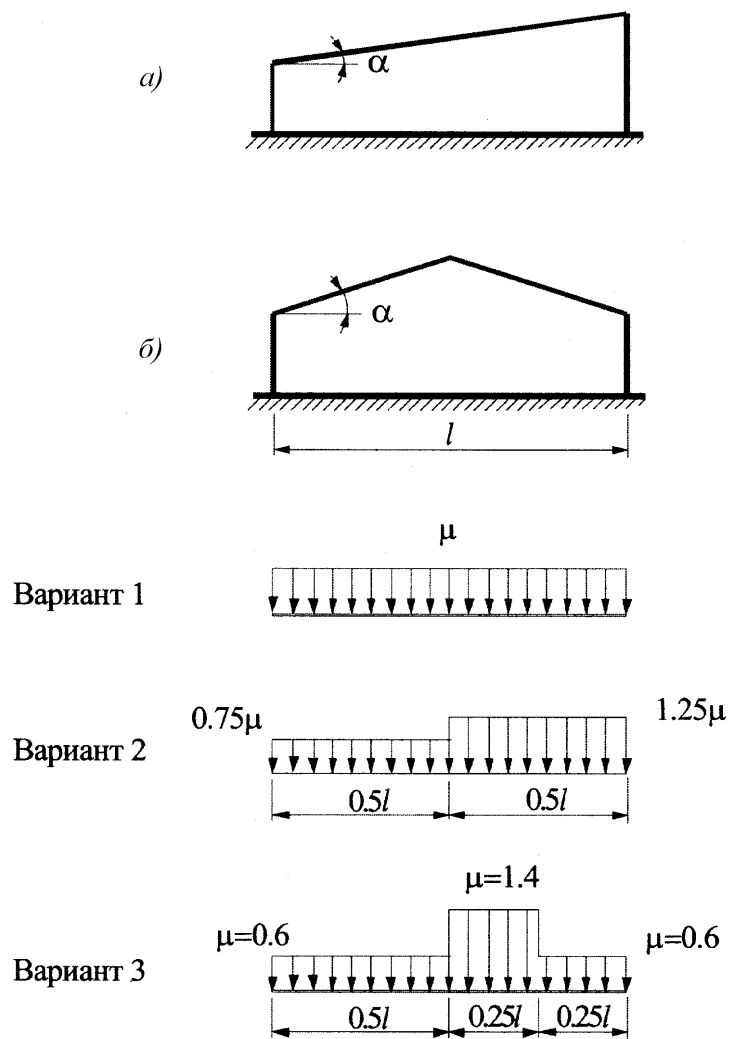 а)
α
б)
α
l
μ
Вариант 1
0.75μ
1.25μ
Вариант 2
0.5l 0.5l
μ=1.4
μ=0.6 μ=0.6
Вариант 3
0.5l 0.25l 0.25l